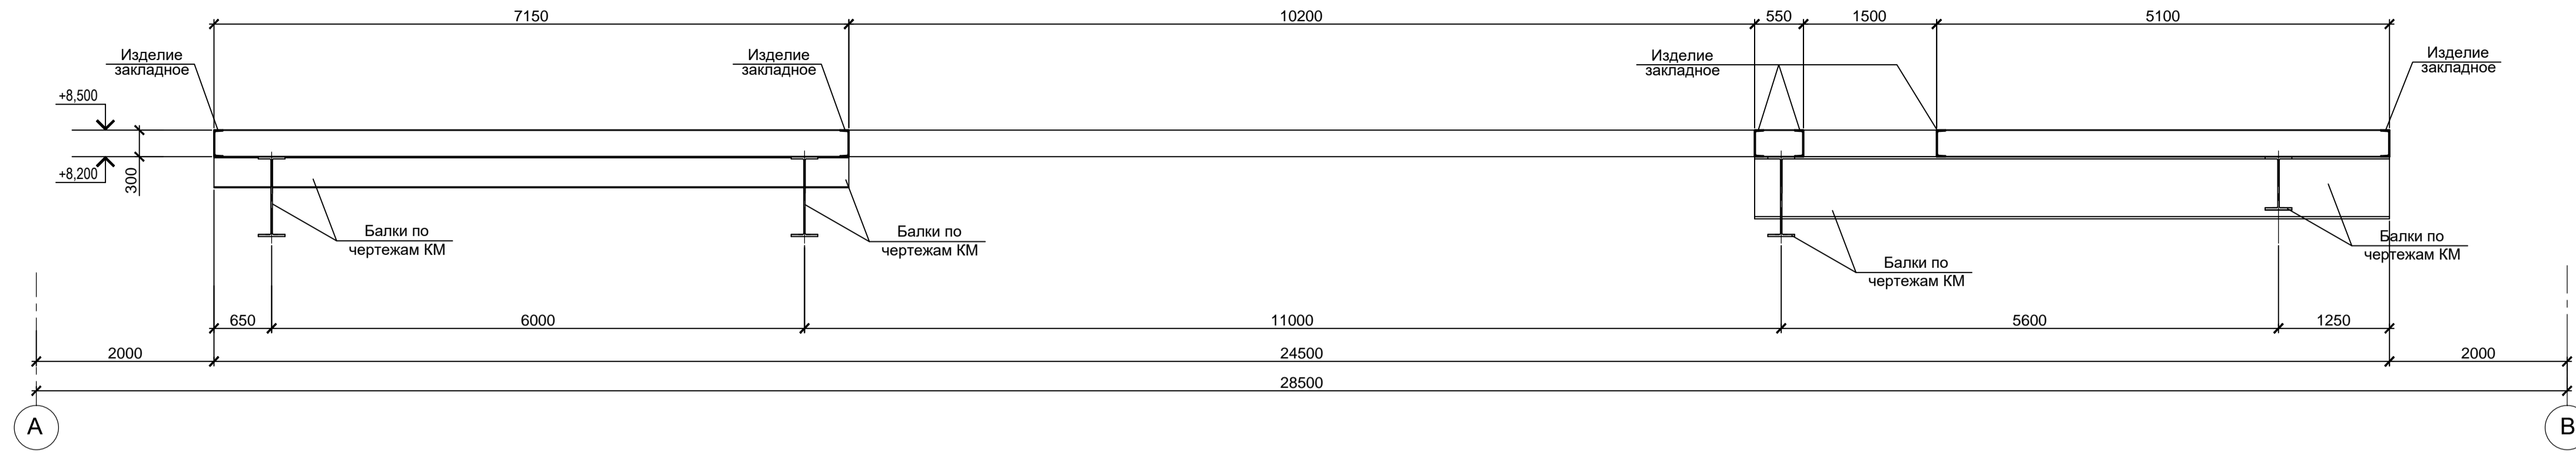 7150
10200
550
1500
5100
Изделие
закладное
Изделие
закладное
Изделие
закладное
Изделие
закладное
+8,500
+8,200
300
Балки по
чертежам КМ
Балки по
чертежам КМ
Балки по
чертежам КМ
Балки по
чертежам КМ
650
6000
11000
5600
1250
2000
24500
2000
28500
А
В